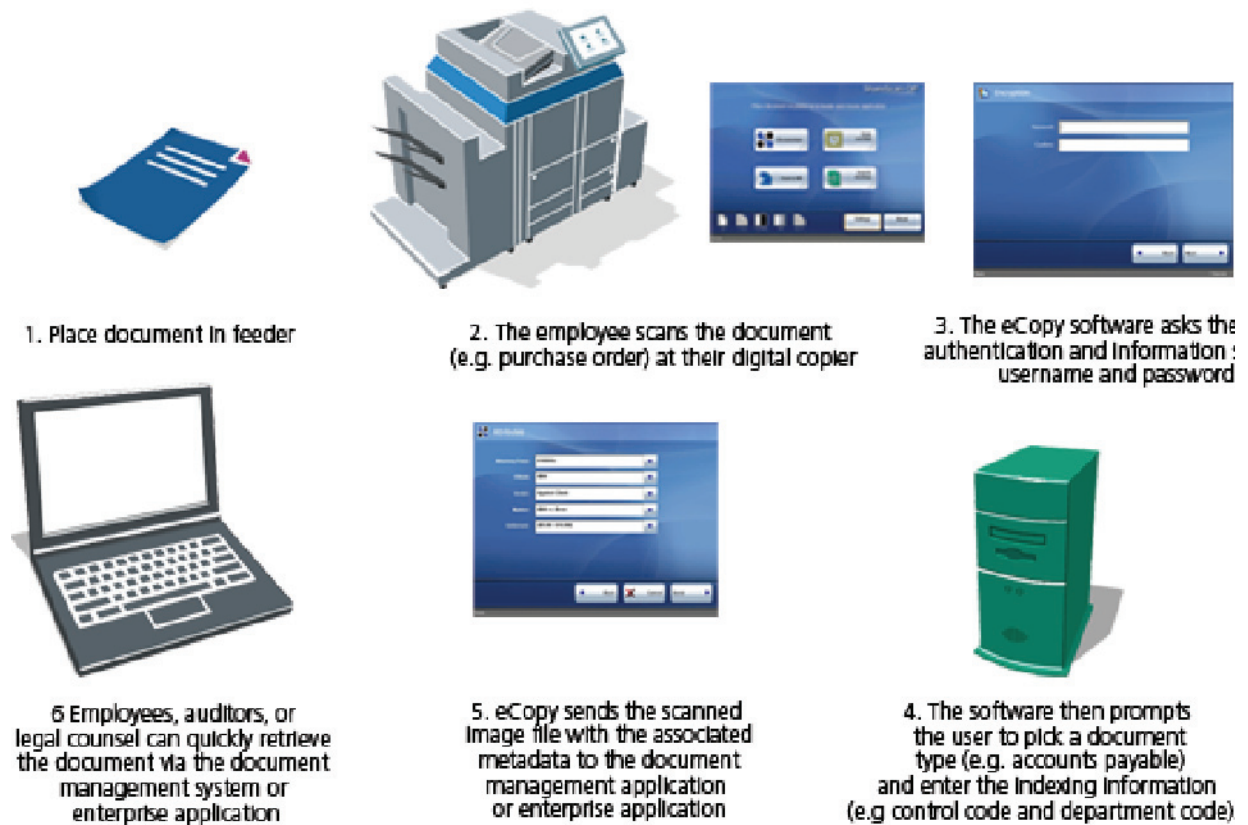 1. Place document in feeder
2. The employee scans the document
(e.g. purchase order) at their digital copier
3. The eCopy software asks the
authentication and information s
username and password
4. The software then prompts
the user to pick a document
type (e.g. accounts payable)
and enter the indexing information
(e.g control code and department code).
5. eCopy sends the scanned
image file with the associated
metadata to the document
management application
or enterprise application
6 Employees, auditors, or
legal counsel can quickly retrieve
the document via the document
management system or
enterprise application